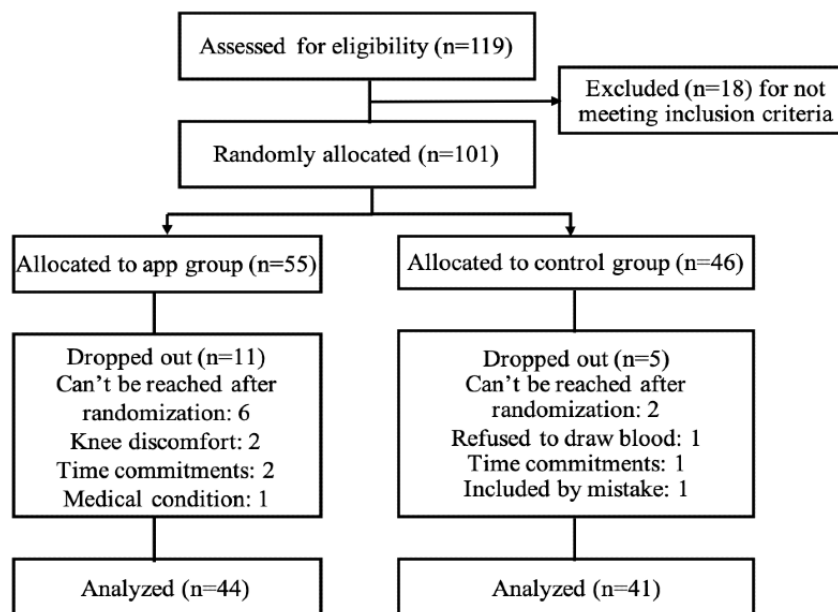 Assessed for eligibility (n=119)
Excluded (n=18) for not
meeting inclusion criteria
Randomly allocated (n=101)
Allocated to app group (n=55)
Allocated to control group (n=46)
Dropped out (n=11)
Can’t be reached after
randomization: 6
Knee discomfort: 2
Time commitments: 2
Medical condition: 1
Dropped out (n=5)
Can’t be reached after
randomization: 2
Refused to draw blood: 1
Time commitments: 1
Included by mistake: 1
Analyzed (n=44)
Analyzed (n=41)